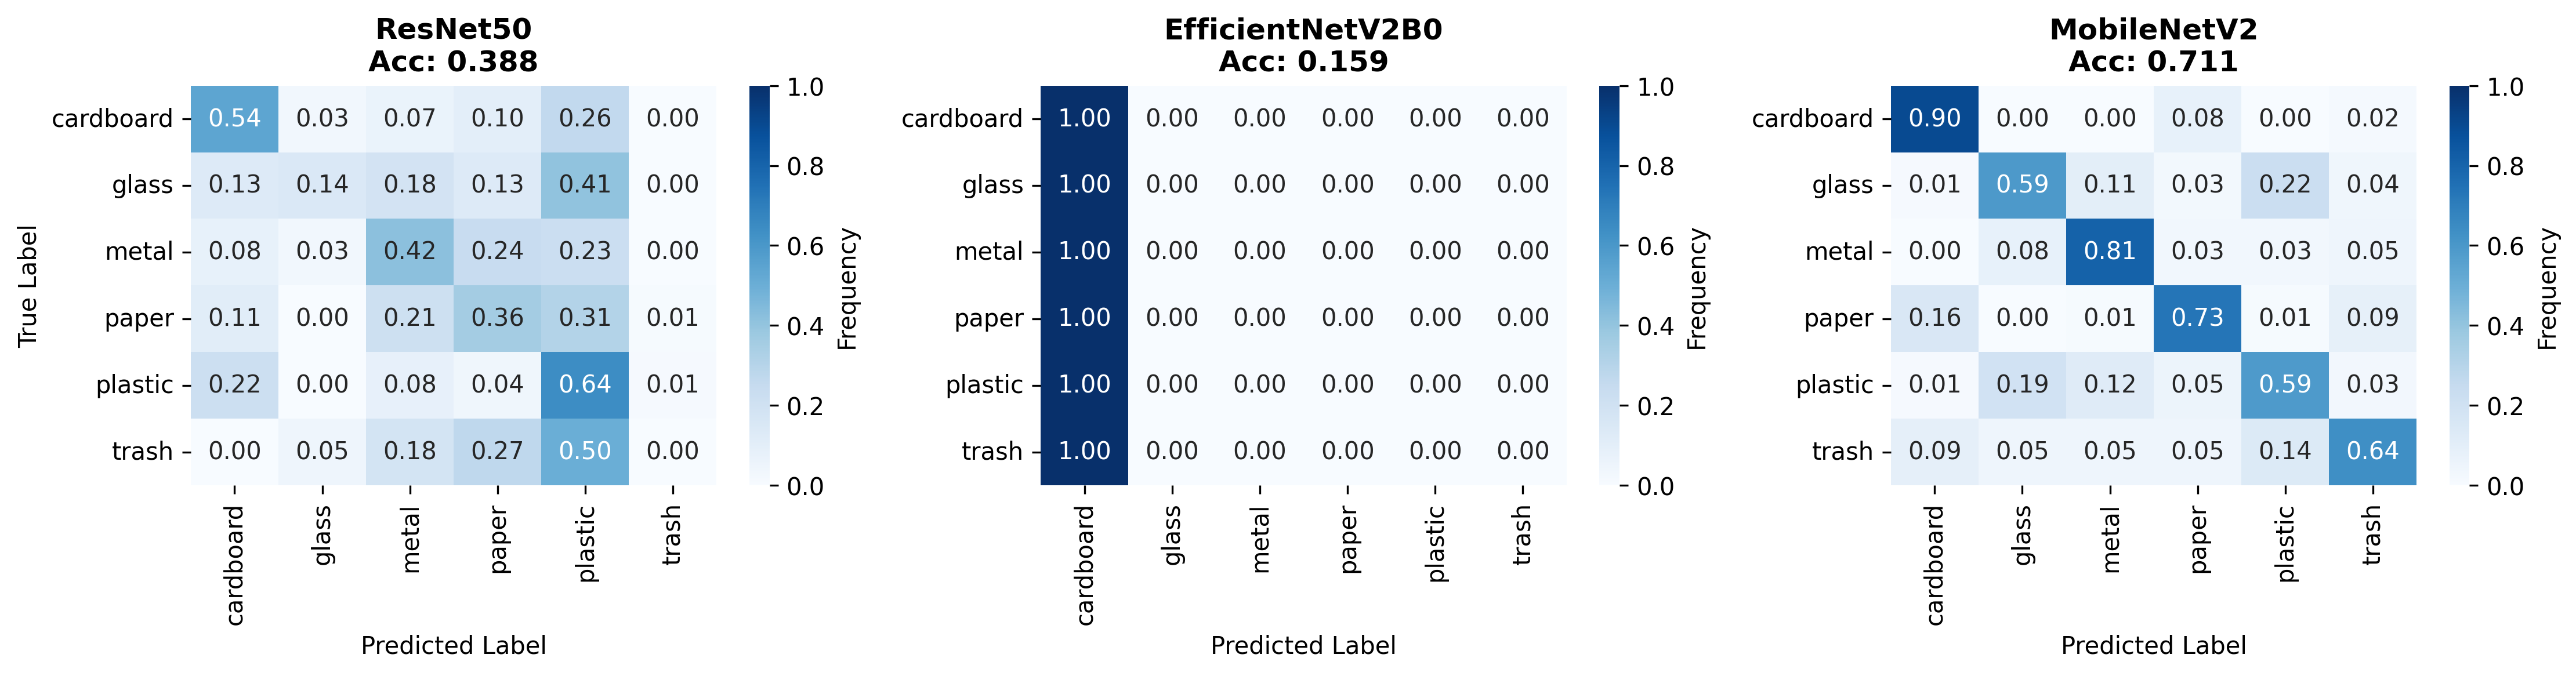 ResNet50
Acc: 0.388
True Label
cardboard 0.54 0.03 0.07 0.10 0.26 0.00
glass 0.13 0.14 0.18 0.13 0.41 0.00
metal 0.08 0.03 0.42 0.24 0.23 0.00
paper 0.11 0.00 0.21 0.36 0.31 0.01
plastic 0.22 0.00 0.08 0.04 0.64 0.01
trash 0.00 0.05 0.18 0.27 0.50 0.00
cardboard glass metal paper plastic trash
Predicted Label
1.0
0.8
0.6
0.4
0.2
0.0
Frequency
EfficientNetV2B0
Acc: 0.159
cardboard 1.00 0.00 0.00 0.00 0.00 0.00
glass 1.00 0.00 0.00 0.00 0.00 0.00
metal 1.00 0.00 0.00 0.00 0.00 0.00
paper 1.00 0.00 0.00 0.00 0.00 0.00
plastic 1.00 0.00 0.00 0.00 0.00 0.00
trash 1.00 0.00 0.00 0.00 0.00 0.00
cardboard glass metal paper plastic trash
Predicted Label
1.0
0.8
0.6
0.4
0.2
0.0
Frequency
MobileNetV2
Acc: 0.711
cardboard 0.90 0.00 0.00 0.08 0.00 0.02
glass 0.01 0.59 0.11 0.03 0.22 0.04
metal 0.00 0.08 0.81 0.03 0.03 0.05
paper 0.16 0.00 0.01 0.73 0.01 0.09
plastic 0.01 0.19 0.12 0.05 0.59 0.03
trash 0.09 0.05 0.05 0.05 0.14 0.64
cardboard glass metal paper plastic trash
Predicted Label
1.0
0.8
0.6
0.4
0.2
0.0
Frequency